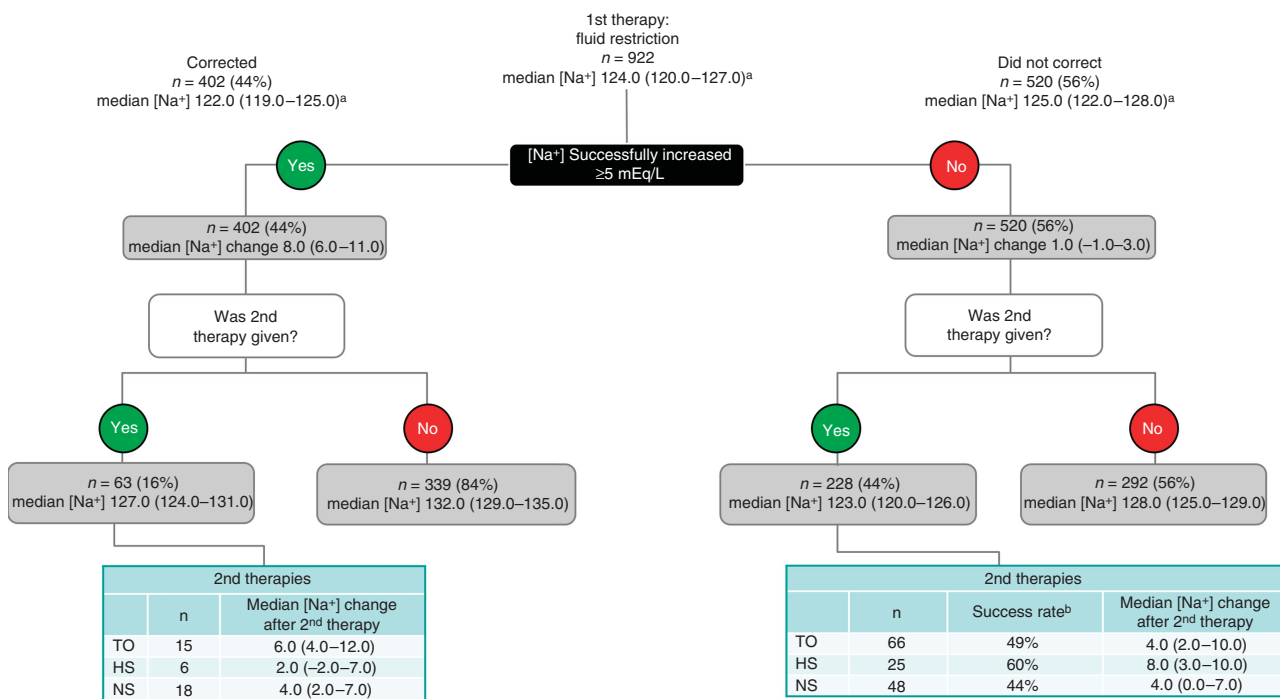 1st therapy:
fluid restriction
n = 922
median [Na⁺] 124.0 (120.0–127.0)ᵃ
Corrected
n = 402 (44%)
median [Na⁺] 122.0 (119.0–125.0)ᵃ
Did not correct
n = 520 (56%)
median [Na⁺] 125.0 (122.0–128.0)ᵃ
Yes
[Na⁺] Successfully increased
≥5 mEq/L
No
n = 402 (44%)
median [Na⁺] change 8.0 (6.0–11.0)
n = 520 (56%)
median [Na⁺] change 1.0 (–1.0–3.0)
Was 2nd
therapy given?
Was 2nd
therapy given?
Yes
No
Yes
No
n = 63 (16%)
median [Na⁺] 127.0 (124.0–131.0)
n = 339 (84%)
median [Na⁺] 132.0 (129.0–135.0)
n = 228 (44%)
median [Na⁺] 123.0 (120.0–126.0)
n = 292 (56%)
median [Na⁺] 128.0 (125.0–129.0)
2nd therapies
n Median [Na⁺] change
after 2ⁿᵈ therapy
TO 15 6.0 (4.0–12.0)
HS 6 2.0 (–2.0–7.0)
NS 18 4.0 (2.0–7.0)
2nd therapies
n Success rateᵇ Median [Na⁺] change
after 2ⁿᵈ therapy
TO 66 49% 4.0 (2.0–10.0)
HS 25 60% 8.0 (3.0–10.0)
NS 48 44% 4.0 (0.0–7.0)